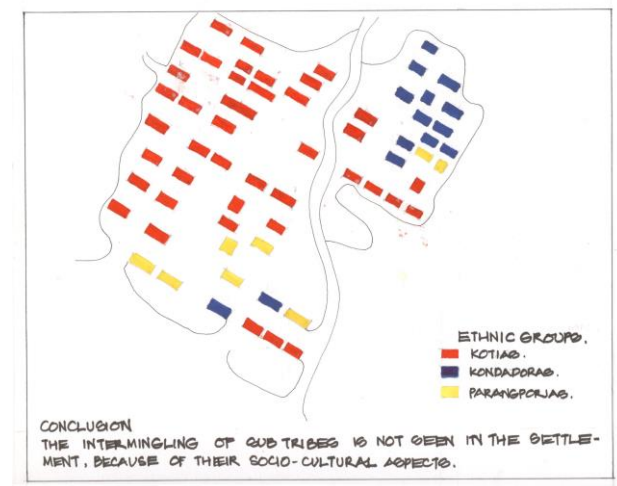 ETHNIC GROUPS.
KOTIAS.
KONDADORAS.
PARANGPORJAS.
CONCLUSION
THE INTERMINGLING OF SUB TRIBES IS NOT SEEN IN THE SETTLE-
MENT, BECAUSE OF THEIR SOCIO-CULTURAL ASPECTS.